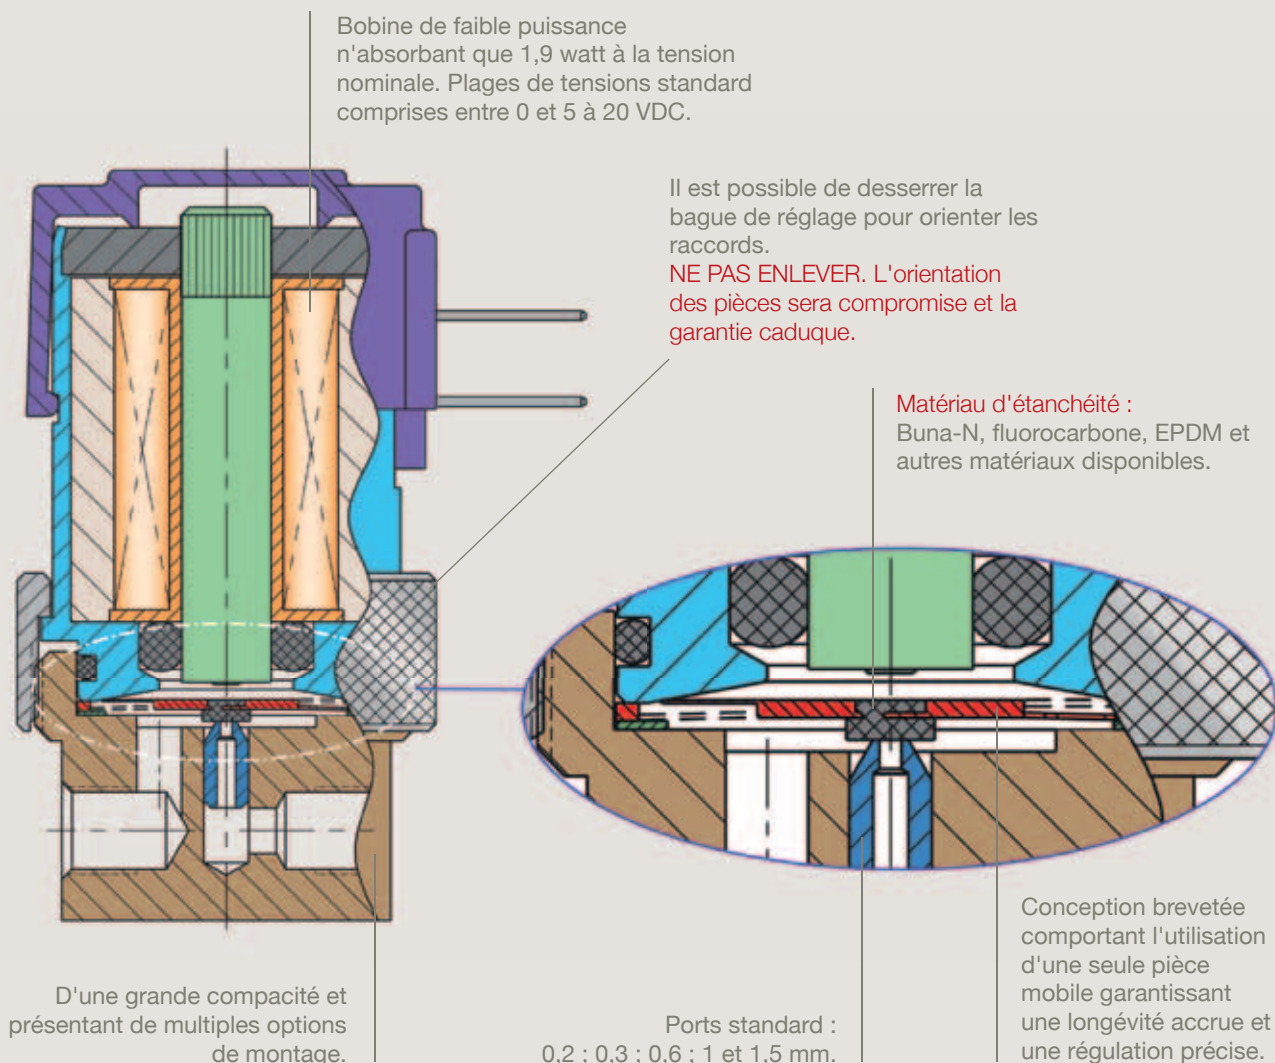 Bobine de faible puissance
n'absorbant que 1,9 watt à la tension
nominale. Plages de tensions standard
comprises entre 0 et 5 à 20 VDC.
Il est possible de desserrer la
bague de réglage pour orienter les
raccords.
NE PAS ENLEVER. L'orientation
des pièces sera compromise et la
garantie caduque.
Matériau d'étanchéité :
Buna-N, fluorocarbone, EPDM et
autres matériaux disponibles.
D'une grande compacité et
présentant de multiples options
de montage.
Ports standard :
0,2 ; 0,3 ; 0,6 ; 1 et 1,5 mm.
Conception brevetée
comportant l'utilisation
d'une seule pièce
mobile garantissant
une longévité accrue et
une régulation précise.